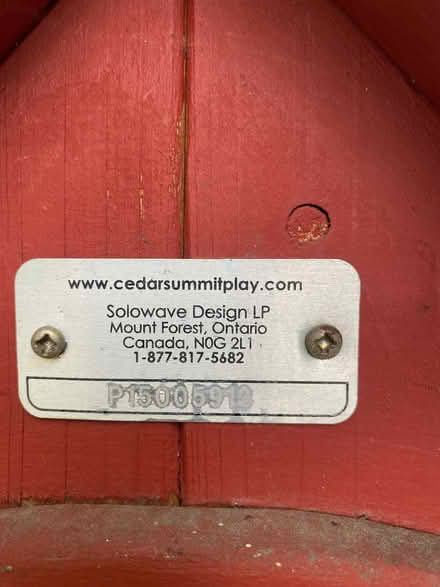 www.cedarsummitplay.com
Solowave Design LP
Mount Forest, Ontario
Canada, N0G 2L1
1-877-817-5682